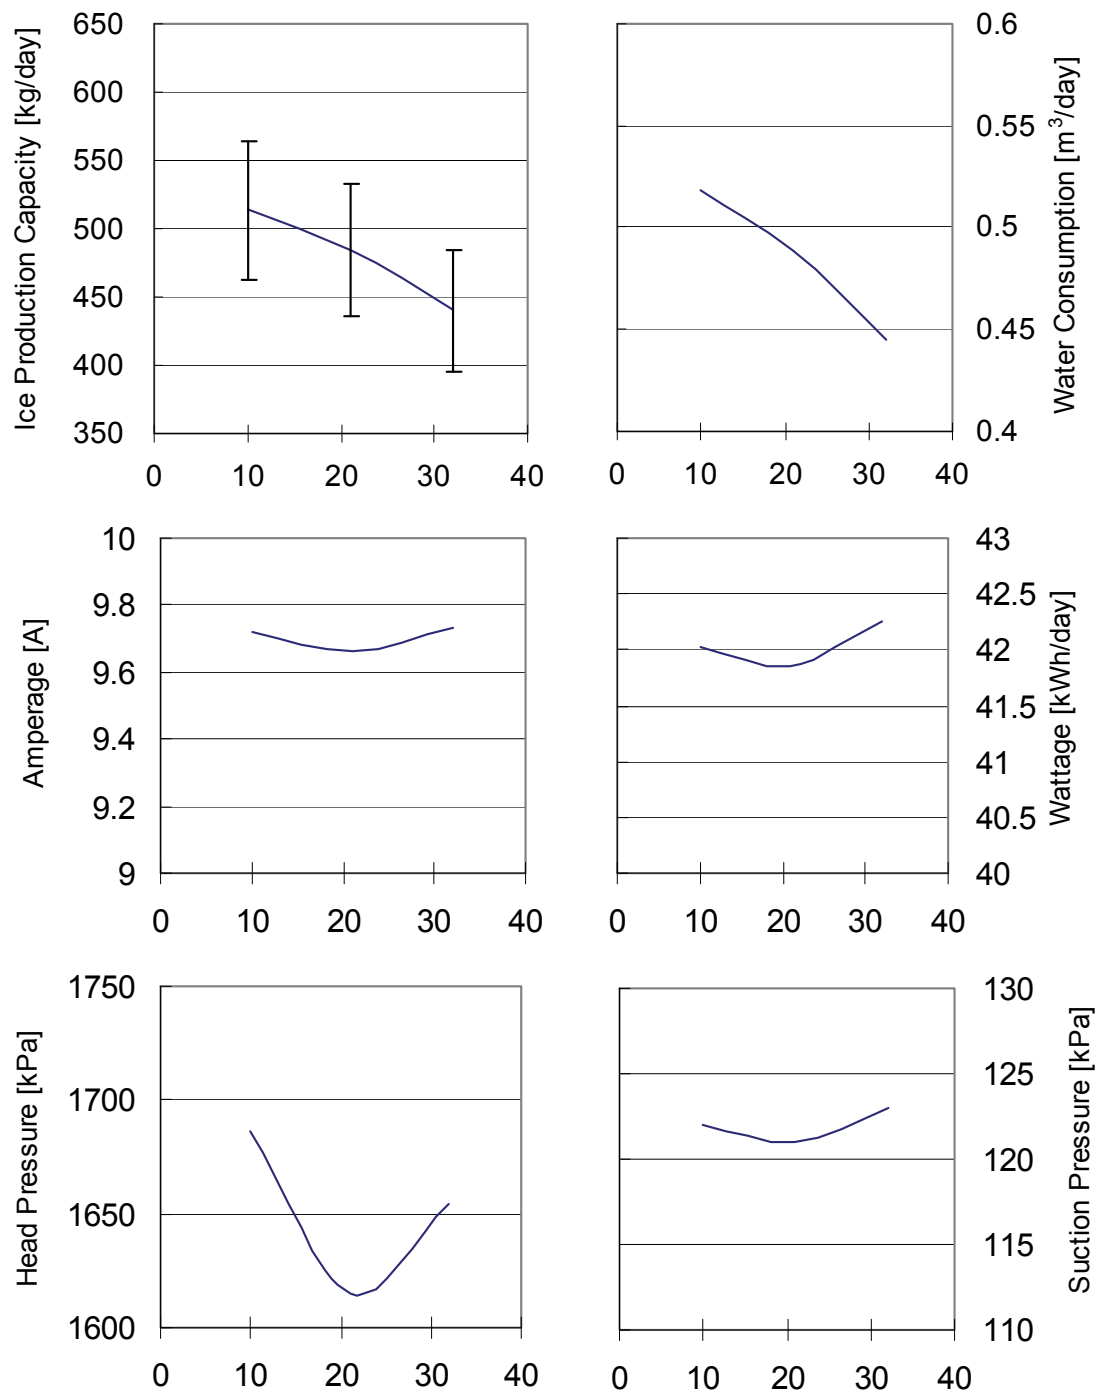 Ice Production Capacity [kg/day]
650
600
550
500
450
400
350
0 10 20 30 40
Water Consumption [m³/day]
0.6
0.55
0.5
0.45
0.4
0 10 20 30 40
Amperage [A]
10
9.8
9.6
9.4
9.2
9
0 10 20 30 40
Wattage [kWh/day]
43
42.5
42
41.5
41
40.5
40
0 10 20 30 40
Head Pressure [kPa]
1750
1700
1650
1600
0 10 20 30 40
Suction Pressure [kPa]
130
125
120
115
110
0 10 20 30 40